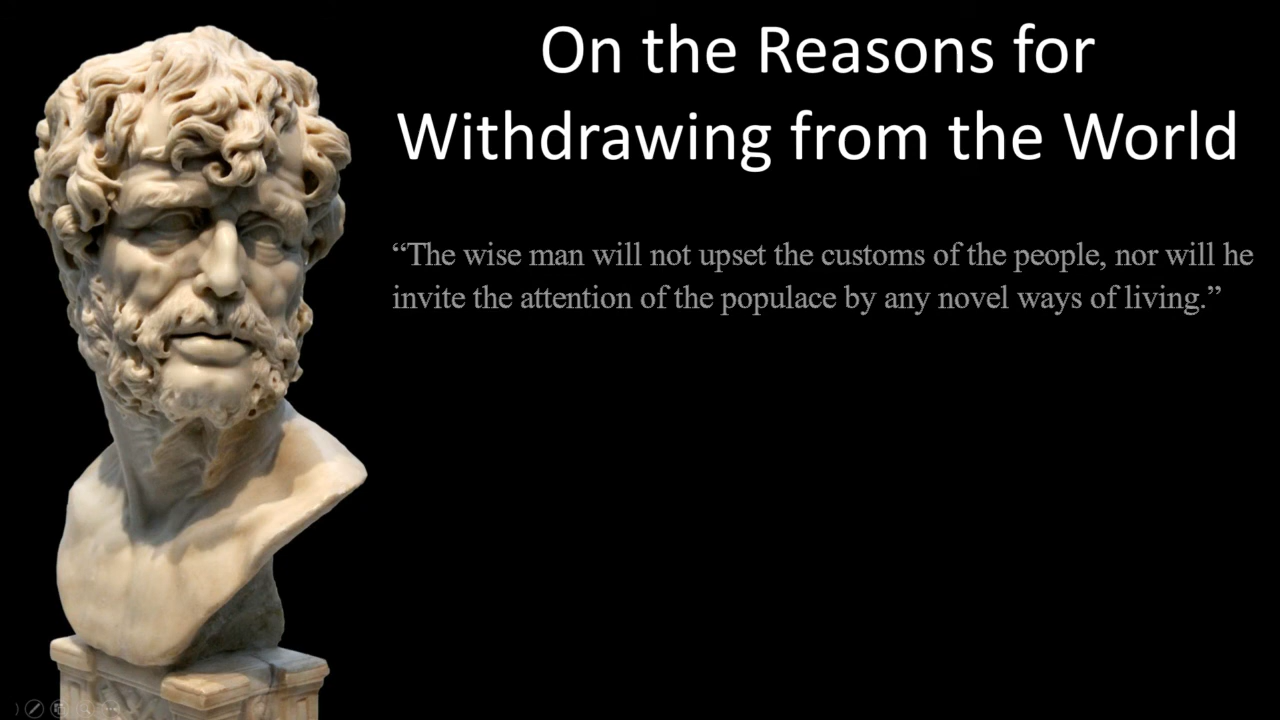 On the Reasons for
Withdrawing from the World
“The wise man will not upset the customs of the people, nor will he
invite the attention of the populace by any novel ways of living.”